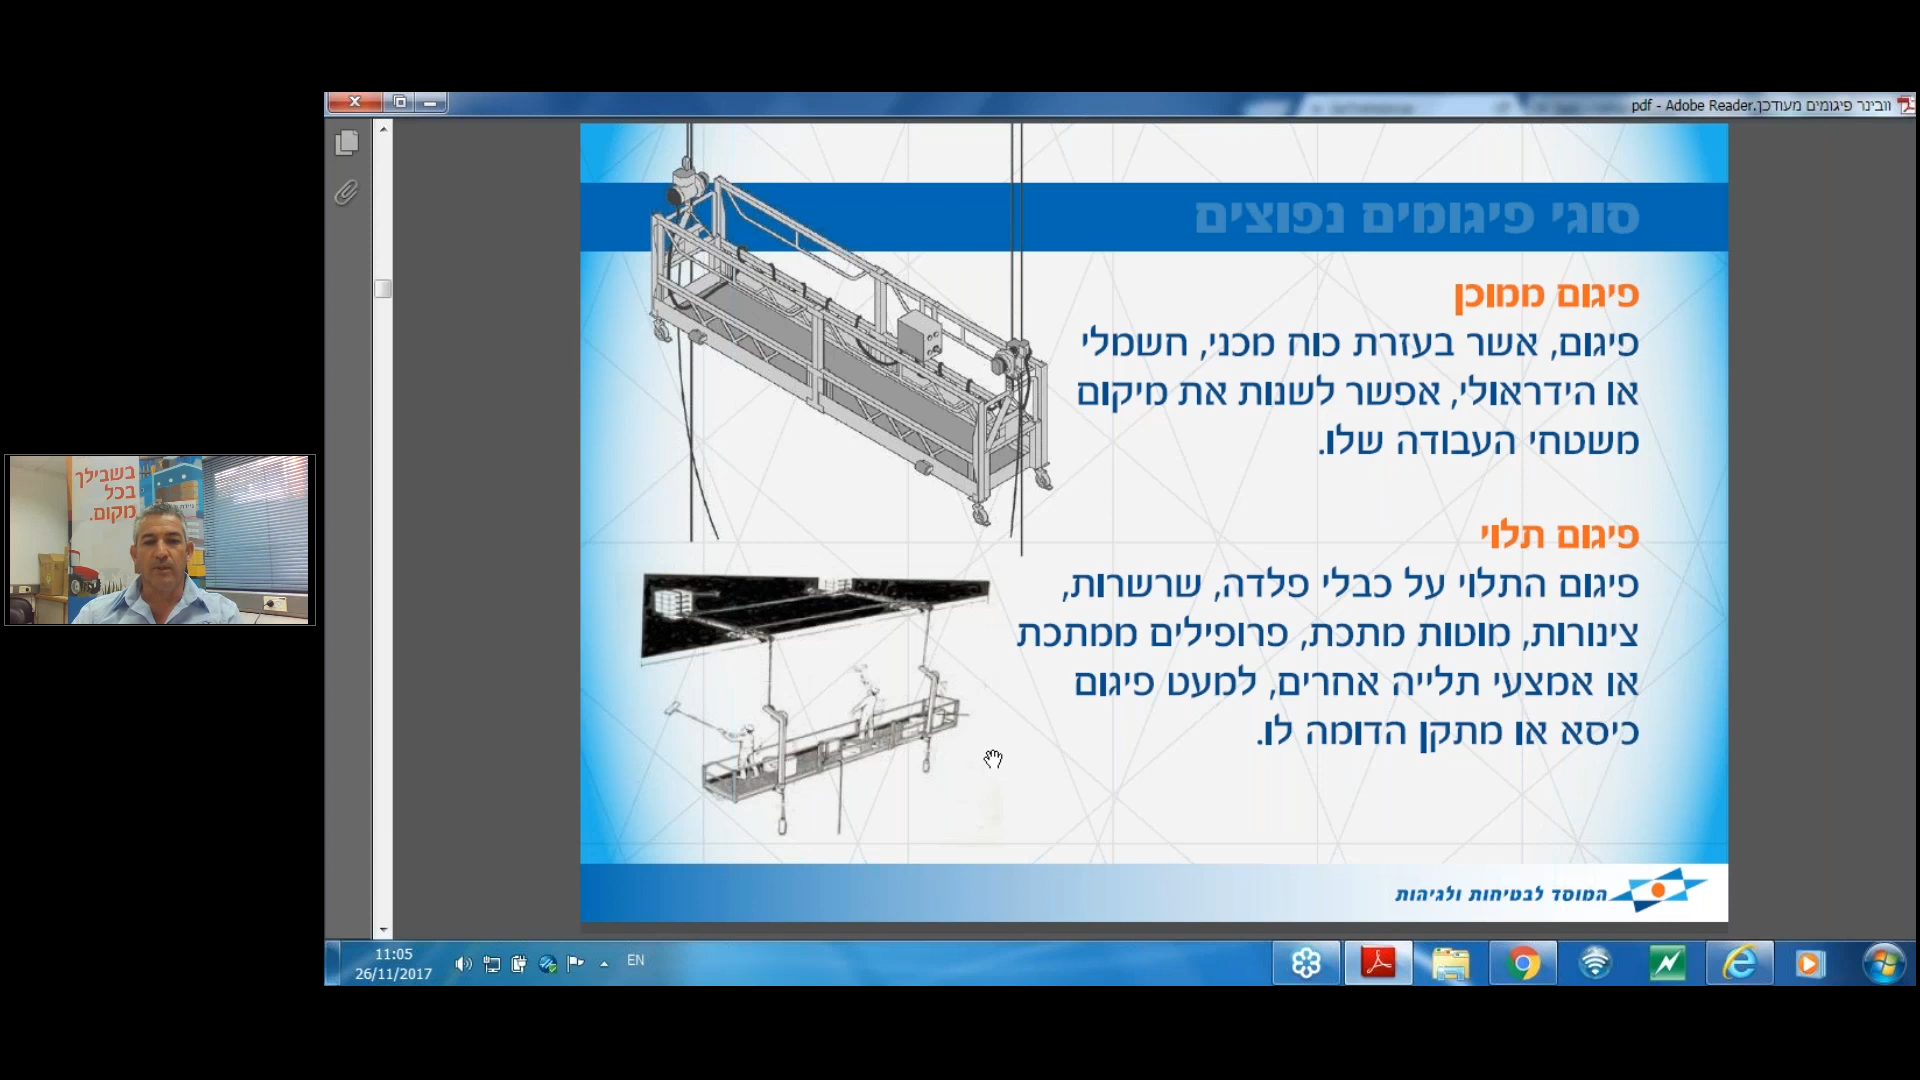 וובינר פיגומים מעודכן.pdf - Adobe Reader
סוגי פיגומים נפוצים
פיגום ממוכן
פיגום, אשר בעזרת כוח מכני, חשמלי
או הידראולי, אפשר לשנות את מיקום
משטחי העבודה שלו.
פיגום תלוי
פיגום התלוי על כבלי פלדה, שרשרות,
צינורות, מוטות מתכת, פרופילים ממתכת
או אמצעי תלייה אחרים, למעט פיגום
כיסא או מתקן הדומה לו.
המוסד לבטיחות ולגיהות
בשבילך
בכל
מקום.
EN
11:05
26/11/2017